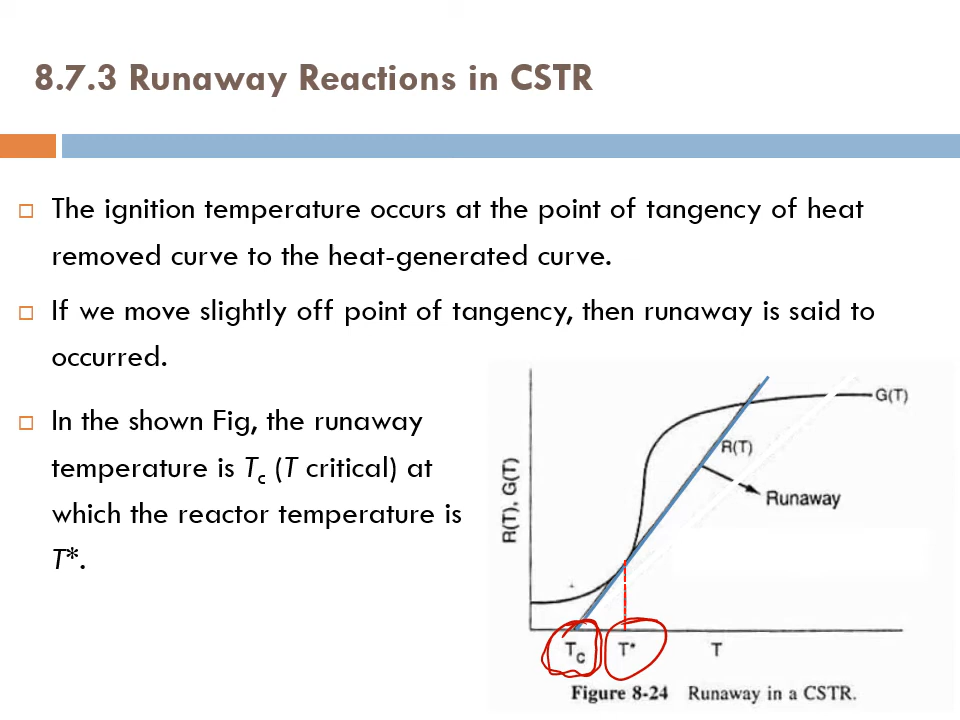 8.7.3 Runaway Reactions in CSTR
The ignition temperature occurs at the point of tangency of heat
removed curve to the heat-generated curve.
If we move slightly off point of tangency, then runaway is said to
occurred.
In the shown Fig, the runaway
temperature is Tc (T critical) at
which the reactor temperature is
T*.
R(T), G(T)
G(T)
R(T)
Runaway
Tc T* T
Figure 8-24 Runaway in a CSTR.